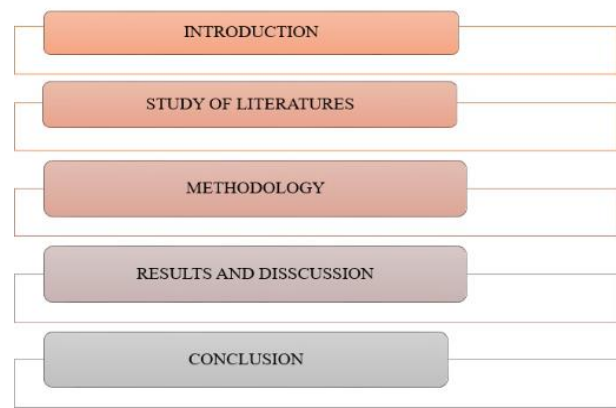 INTRODUCTION
STUDY OF LITERATURES
METHODOLOGY
RESULTS AND DISSCUSSION
CONCLUSION